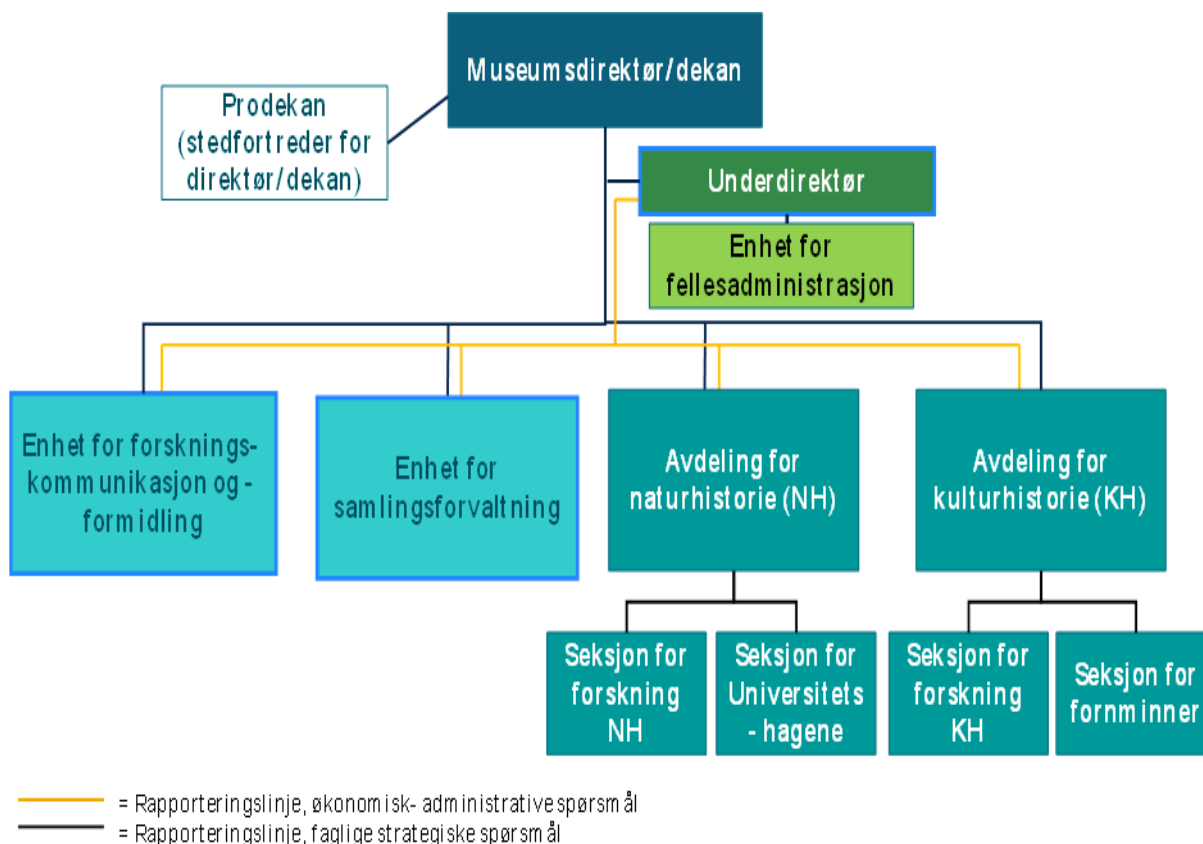 Museumsdirektør/dekan
Prodekan
(stedfortreder for
direktør/dekan)
Underdirektør
Enhet for
fellesadministrasjon
Enhet for forsknings-
kommunikasjon og -
formidling
Enhet for
samlingsforvaltning
Avdeling for
naturhistorie (NH)
Avdeling for
kulturhistorie (KH)
Seksjon for
forskning
NH
Seksjon for
Universitets
- hagene
Seksjon for
forskning
KH
Seksjon for
fornminner
= Rapporteringslinje, økonomisk- administrative spørsmål
= Rapporteringslinje, faglige strategiske spørsmål